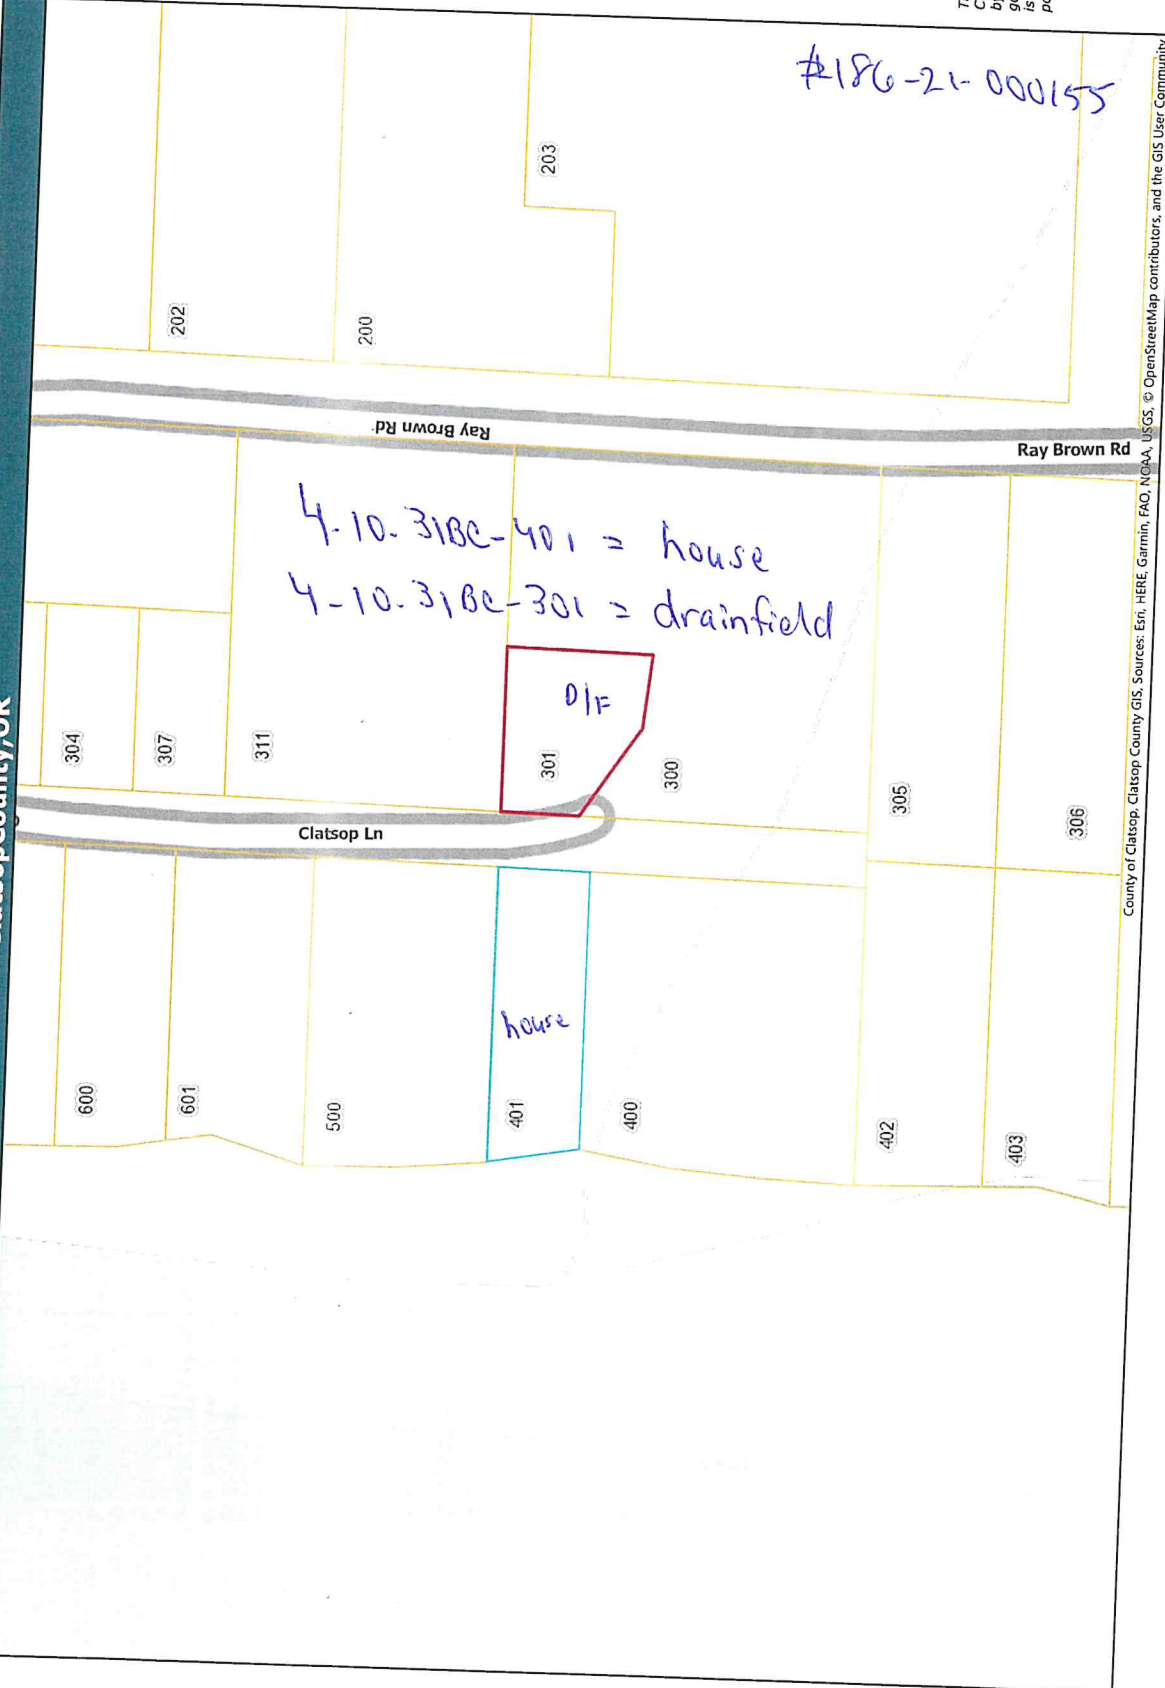 #186-21-000155
203
202
200
Ray Brown Rd
Ray Brown Rd
4-10-31BC-401 = house
4-10-31BC-301 = drainfield
D/F
304
307
311
301
300
305
306
Clatsop Ln
house
600
601
500
401
400
402
403
County of Clatsop, Clatsop County GIS, Sources: Esri, HERE, Garmin, FAO, NOAA, USGS, © OpenStreetMap contributors, and the GIS User Community